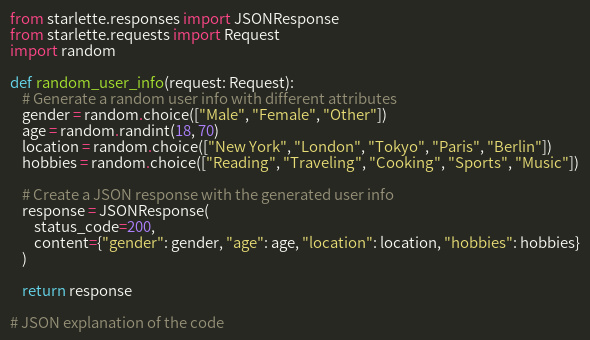 from starlette.responses import JSONResponse
from starlette.requests import Request
import random

def random_user_info(request: Request):
    # Generate a random user info with different attributes
    gender = random.choice(["Male", "Female", "Other"])
    age = random.randint(18, 70)
    location = random.choice(["New York", "London", "Tokyo", "Paris", "Berlin"])
    hobbies = random.choice(["Reading", "Traveling", "Cooking", "Sports", "Music"])

    # Create a JSON response with the generated user info
    response = JSONResponse(
        status_code=200,
        content={"gender": gender, "age": age, "location": location, "hobbies": hobbies}
    )

    return response

# JSON explanation of the code